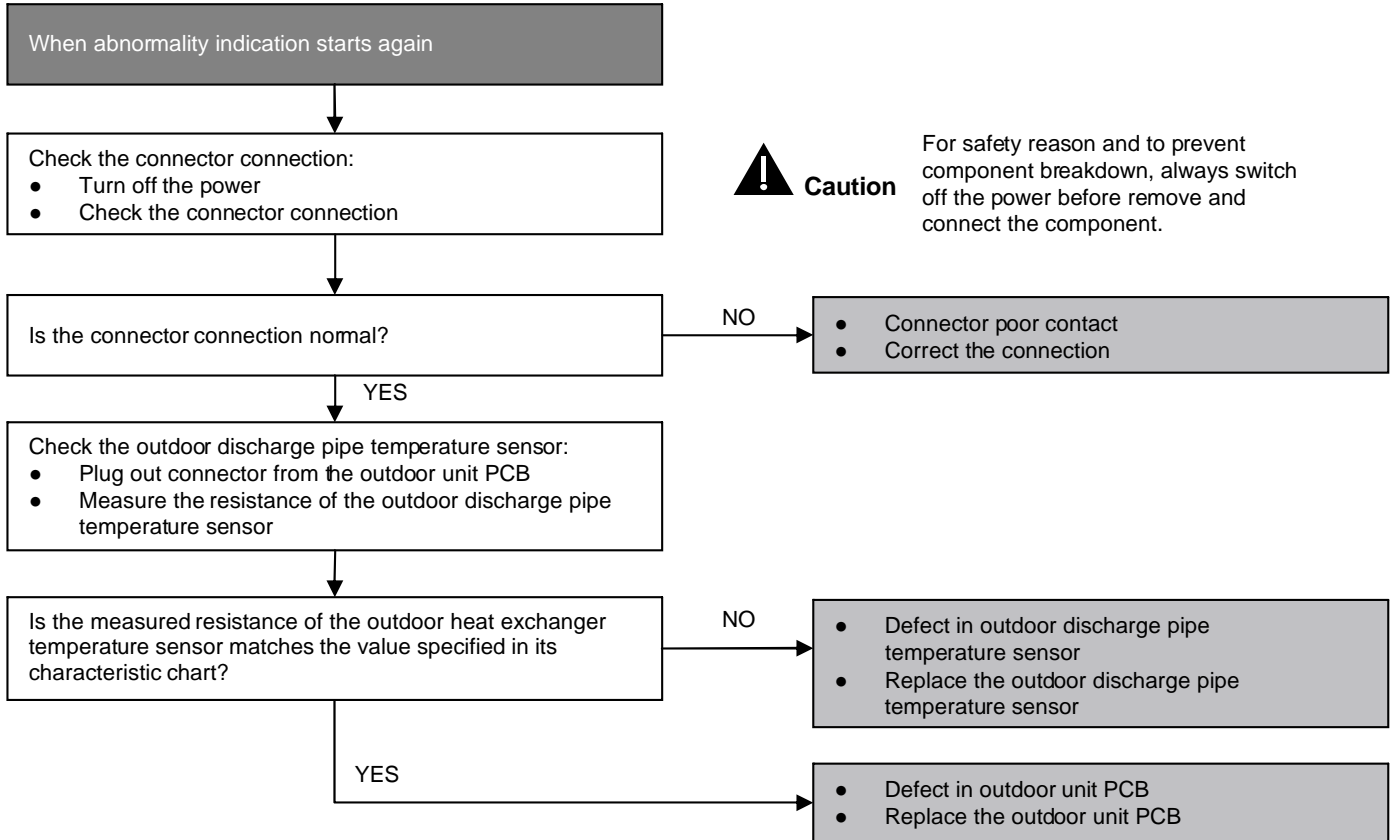 When abnormality indication starts again
Check the connector connection:
● Turn off the power
● Check the connector connection
Caution
For safety reason and to prevent
component breakdown, always switch
off the power before remove and
connect the component.
Is the connector connection normal?
NO
● Connector poor contact
● Correct the connection
YES
Check the outdoor discharge pipe temperature sensor:
● Plug out connector from the outdoor unit PCB
● Measure the resistance of the outdoor discharge pipe
temperature sensor
Is the measured resistance of the outdoor heat exchanger
temperature sensor matches the value specified in its
characteristic chart?
NO
● Defect in outdoor discharge pipe
temperature sensor
● Replace the outdoor discharge pipe
temperature sensor
YES
● Defect in outdoor unit PCB
● Replace the outdoor unit PCB